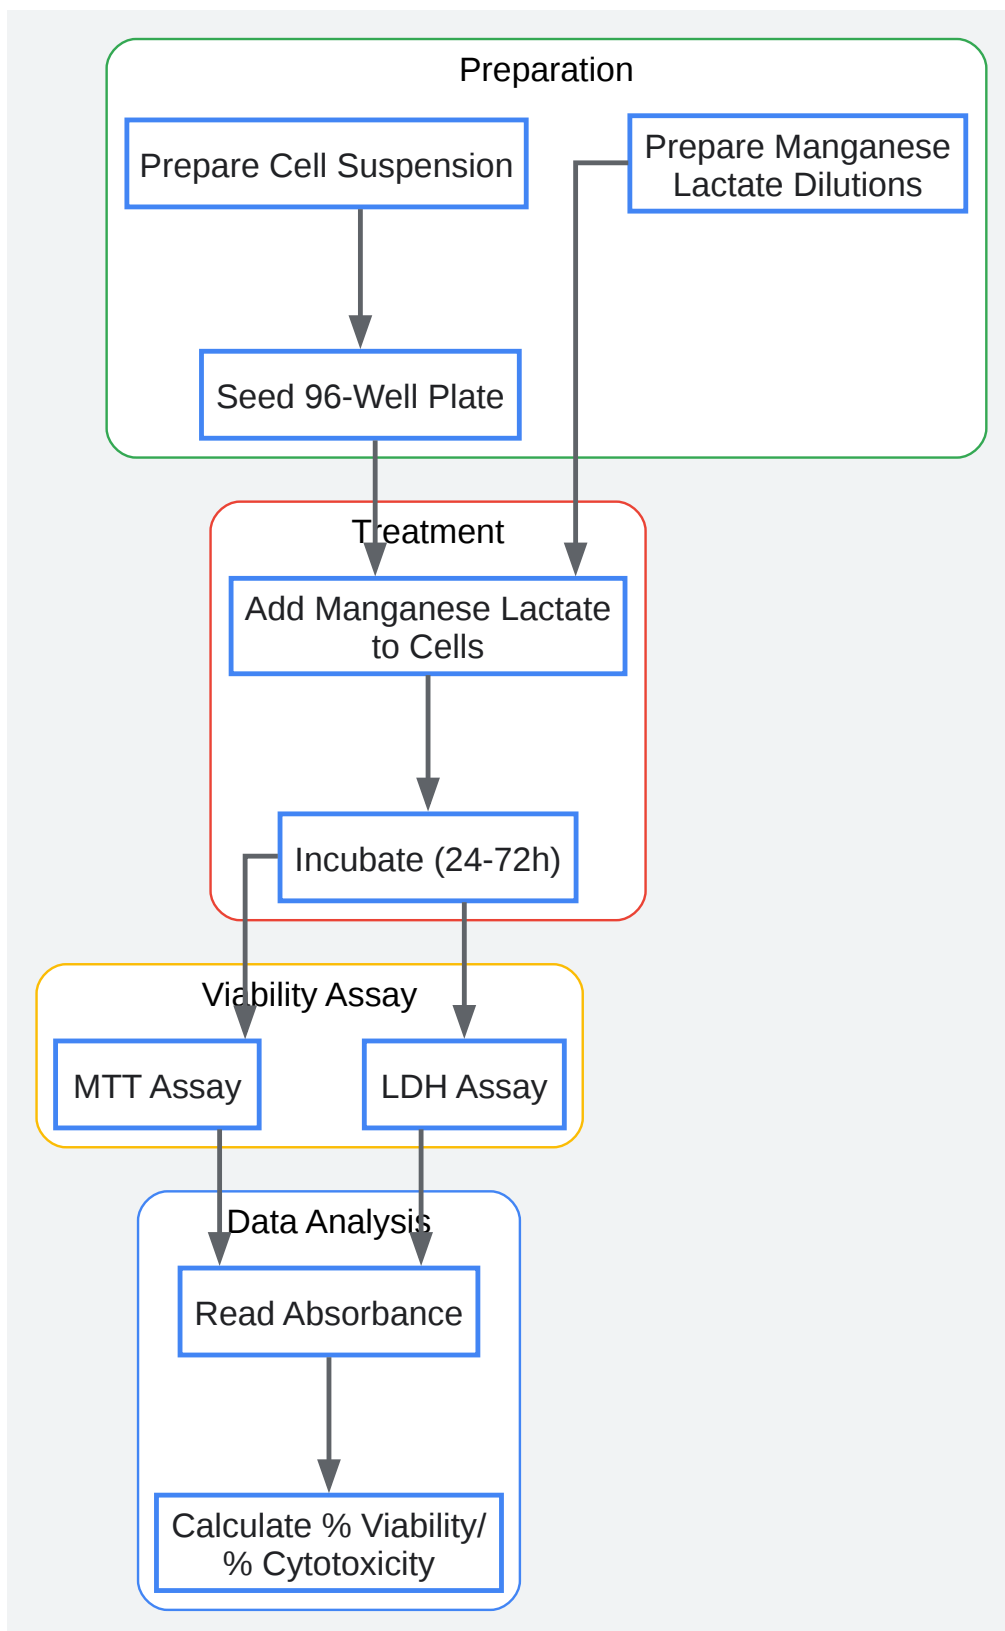 Preparation
Prepare Cell Suspension
Prepare Manganese
Lactate Dilutions
Seed 96-Well Plate
Treatment
Add Manganese Lactate
to Cells
Incubate (24-72h)
Viability Assay
MTT Assay
LDH Assay
Data Analysis
Read Absorbance
Calculate % Viability/
% Cytotoxicity